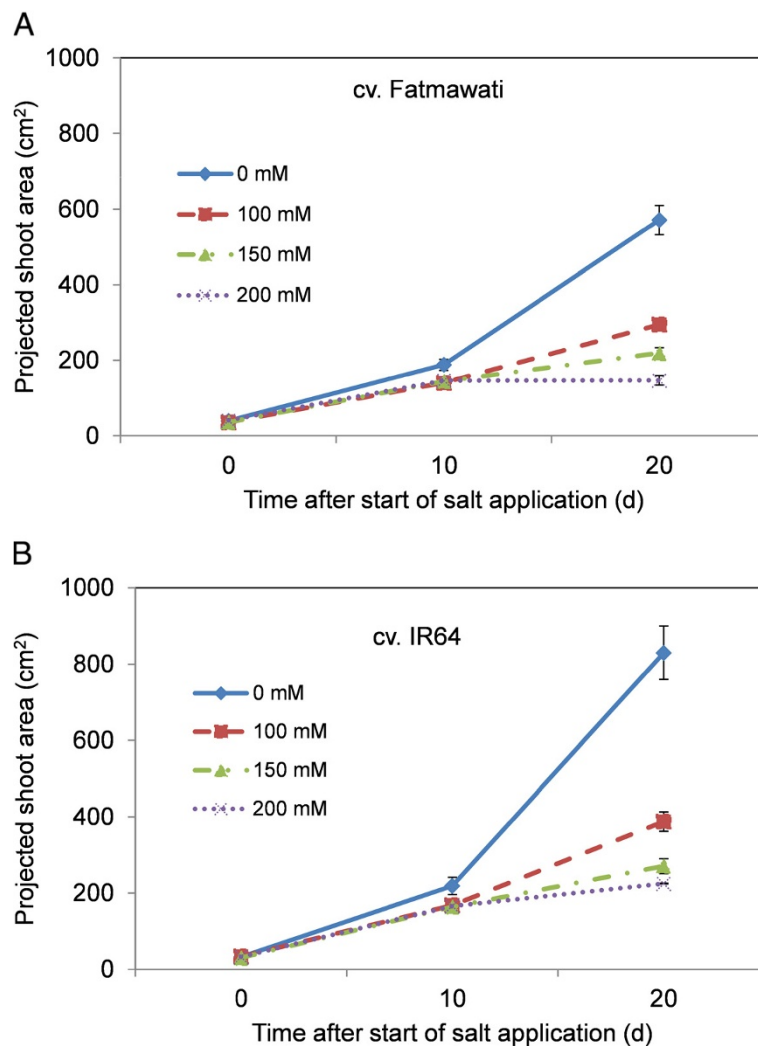 A
1000
800
600
400
200
0
Projected shoot area (cm²)
cv. Fatmawati
0 mM
100 mM
150 mM
200 mM
0 10 20
Time after start of salt application (d)
B
1000
800
600
400
200
0
Projected shoot area (cm²)
cv. IR64
0 mM
100 mM
150 mM
200 mM
0 10 20
Time after start of salt application (d)